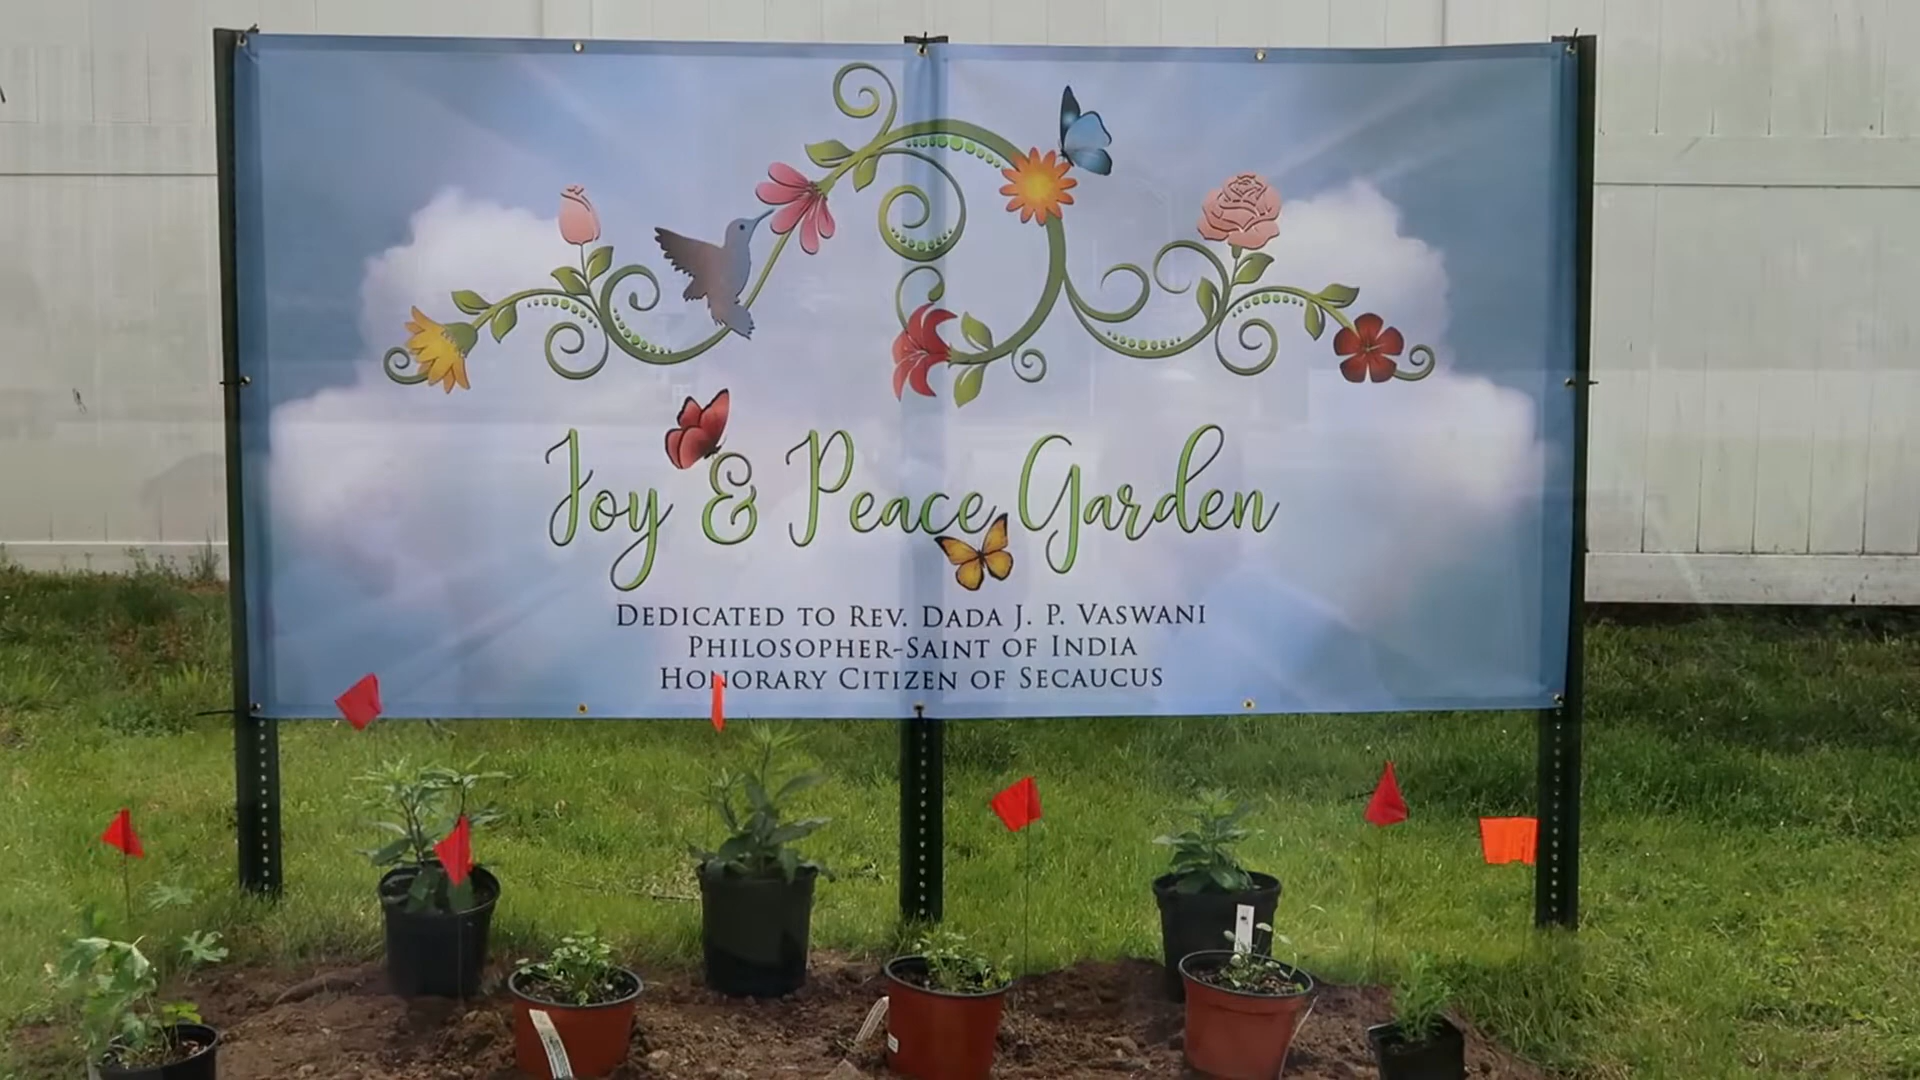 Joy & Peace Garden
Dedicated to Rev. Dada J. P. Vaswani
Philosopher-Saint of India
Honorary Citizen of Secaucus